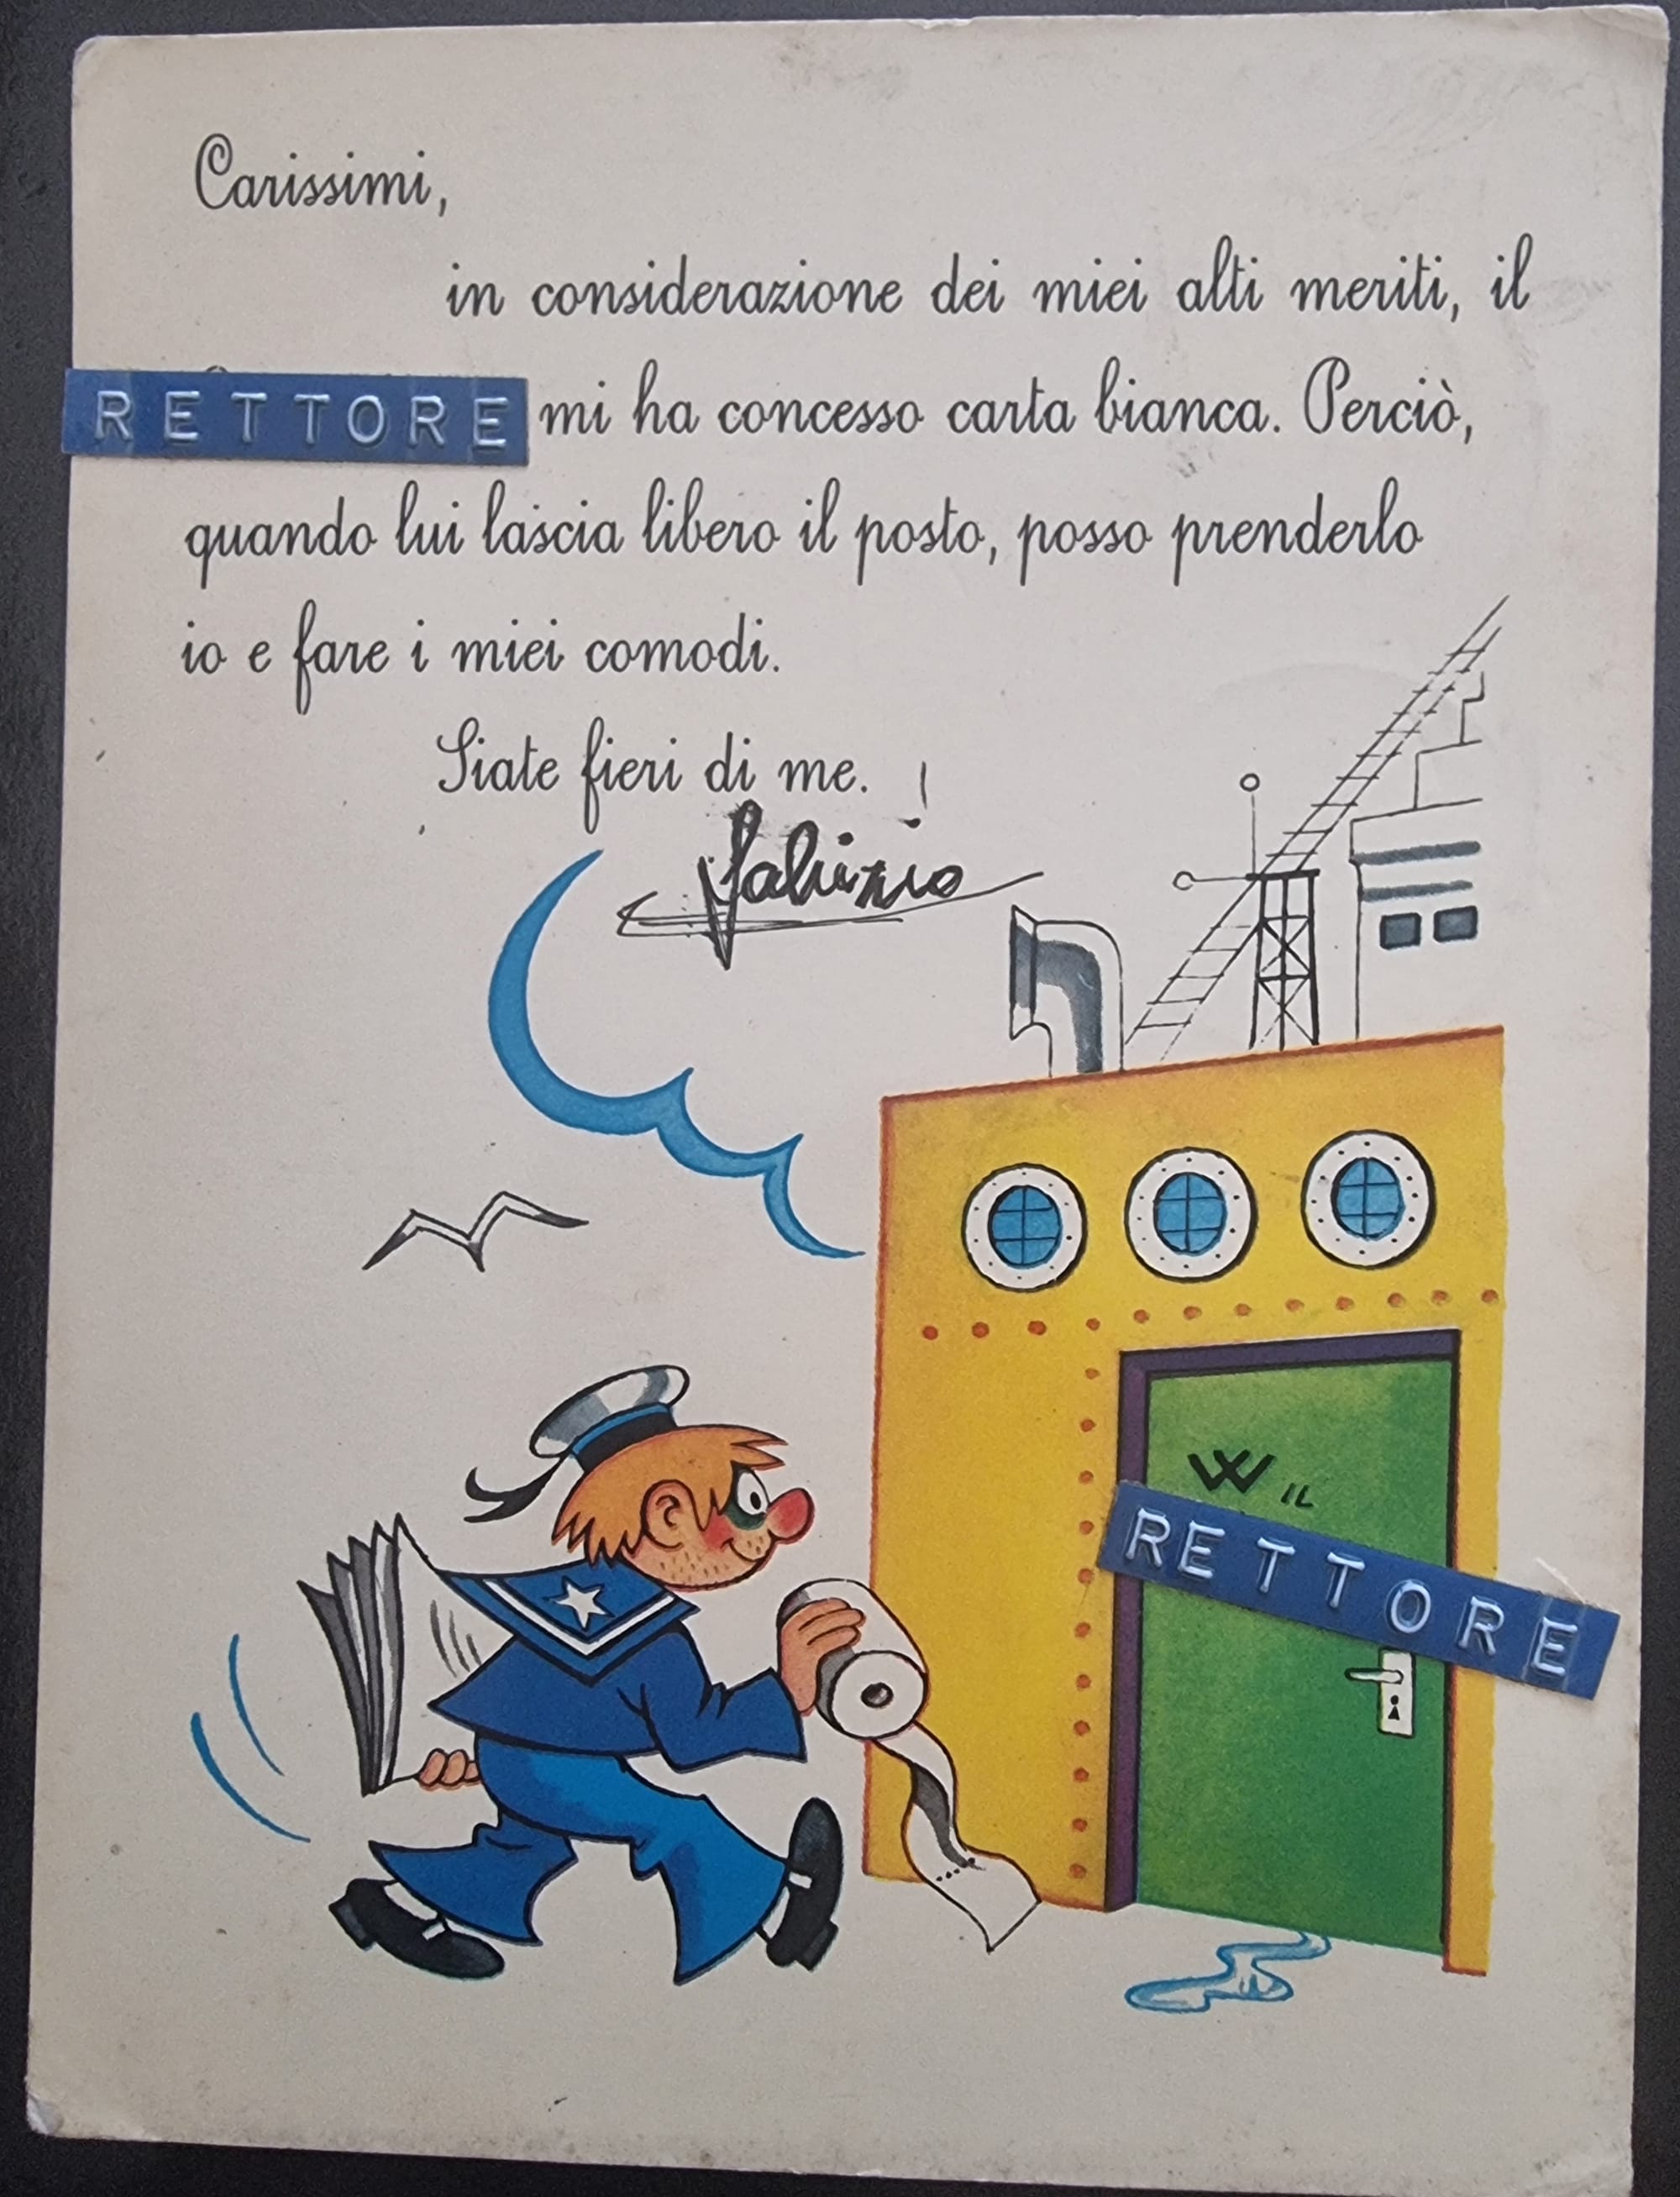 Carissimi,
in considerazione dei miei alti meriti, il
RETTORE mi ha concesso carta bianca. Perciò,
quando lui lascia libero il posto, posso prenderlo
io e fare i miei comodi.
Siate fieri di me. !
Fabrizio
W IL
RETTORE